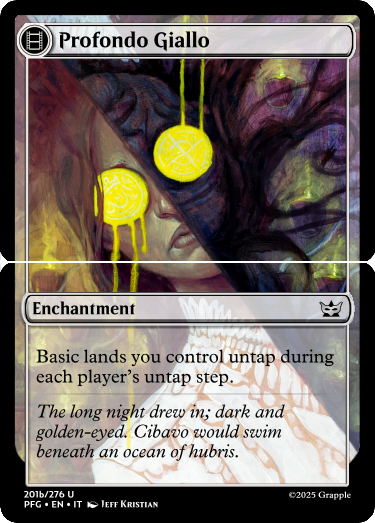 Profondo Giallo
Enchantment
Basic lands you control untap during
each player's untap step.
The long night drew in; dark and
golden-eyed. Cibavo would swim
beneath an ocean of hubris.
201b/276 U
PFG • EN • IT Jeff Kristian
©2025 Grapple